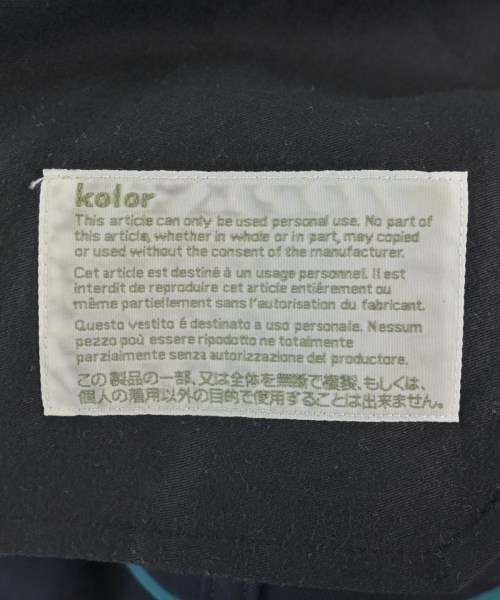 kolor
This article can only be used personal use. No part of
this article, whether in whole or in part, may copied
or used without the consent of the manufacturer.
Cet article est destiné à un usage personnel. Il est
interdit de reproduire cet article entiérement ou
même partiellement sans l'autorisation du fabricant.
Questo vestito é destinato a uso personale. Nessum
pezzo poù essere ripodotto ne totalmente
parzialmente senza autorizzazione del productore.
この製品の一部、又は全体を無断で複製、もしくは、
個人の着用以外の目的で使用することは出来ません。